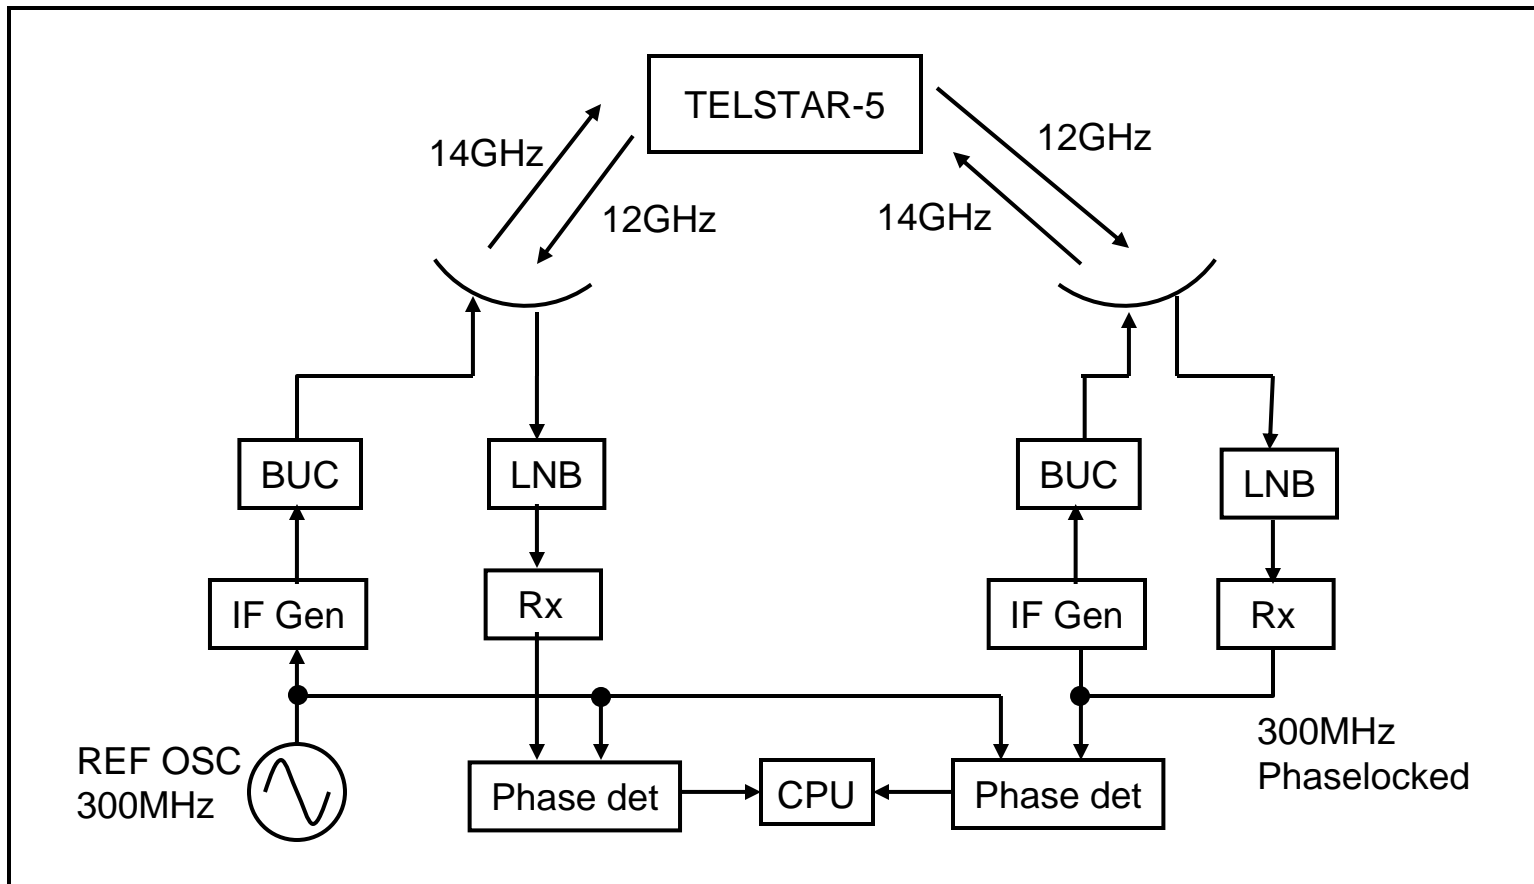 TELSTAR-5
14GHz
12GHz
12GHz
14GHz
BUC
LNB
BUC
LNB
IF Gen
Rx
IF Gen
Rx
REF OSC
300MHz
Phase det
CPU
Phase det
300MHz
Phaselocked